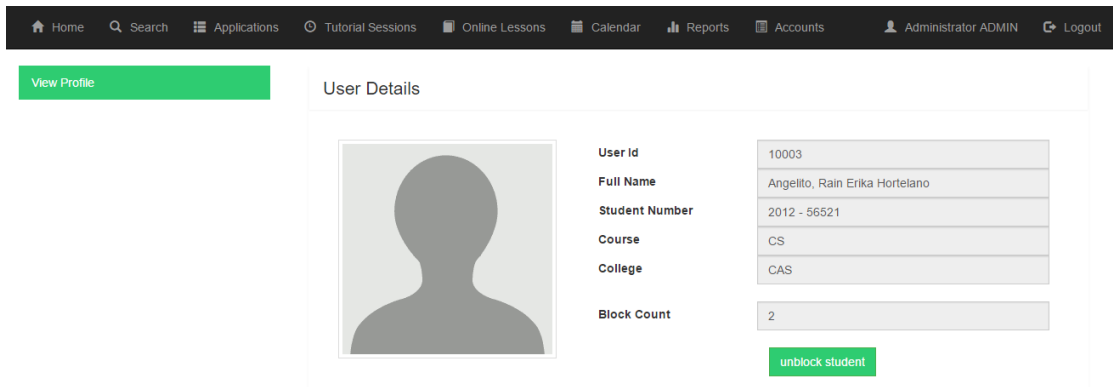 Home Search Applications Tutorial Sessions Online Lessons Calendar Reports Accounts Administrator ADMIN Logout
View Profile
User Details
User Id 10003
Full Name Angelito, Rain Erika Hortelano
Student Number 2012 - 56521
Course CS
College CAS
Block Count 2
unblock student